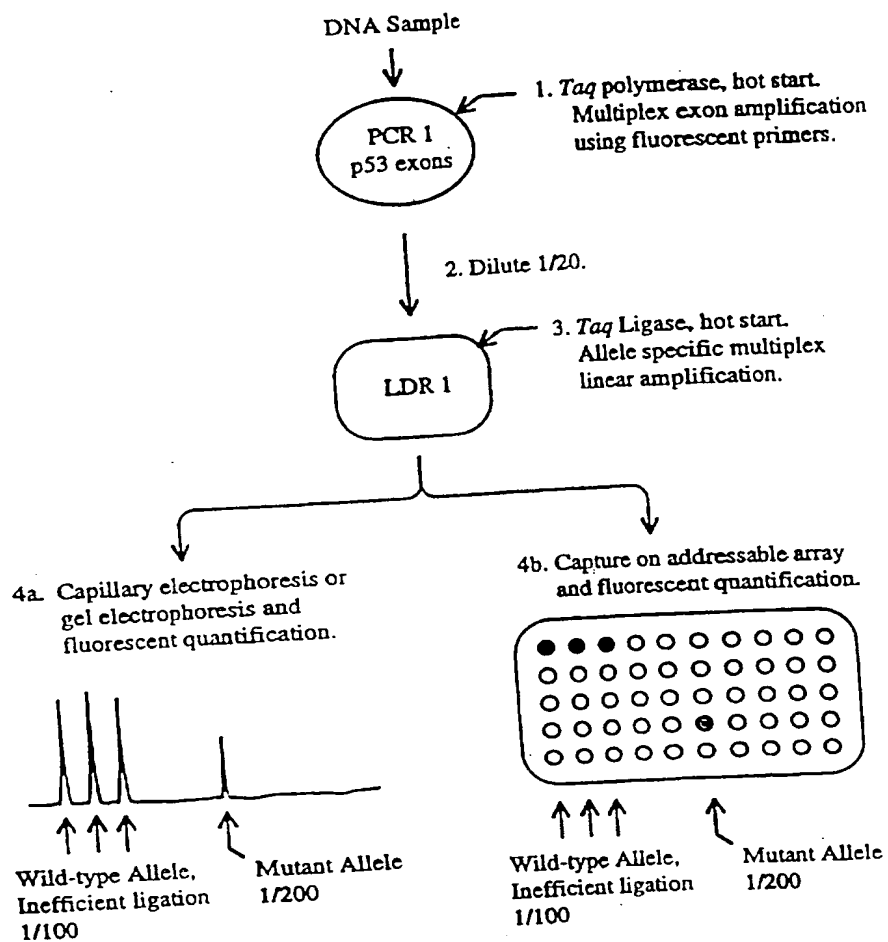 DNA Sample
1. Taq polymerase, hot start.
Multiplex exon amplification
using fluorescent primers.
PCR 1
p53 exons
2. Dilute 1/20.
3. Taq Ligase, hot start.
Allele specific multiplex
linear amplification.
LDR 1
4a. Capillary electrophoresis or
gel electrophoresis and
fluorescent quantification.
4b. Capture on addressable array
and fluorescent quantification.
Wild-type Allele,
Inefficient ligation
1/100
Mutant Allele
1/200
Wild-type Allele,
Inefficient ligation
1/100
Mutant Allele
1/200